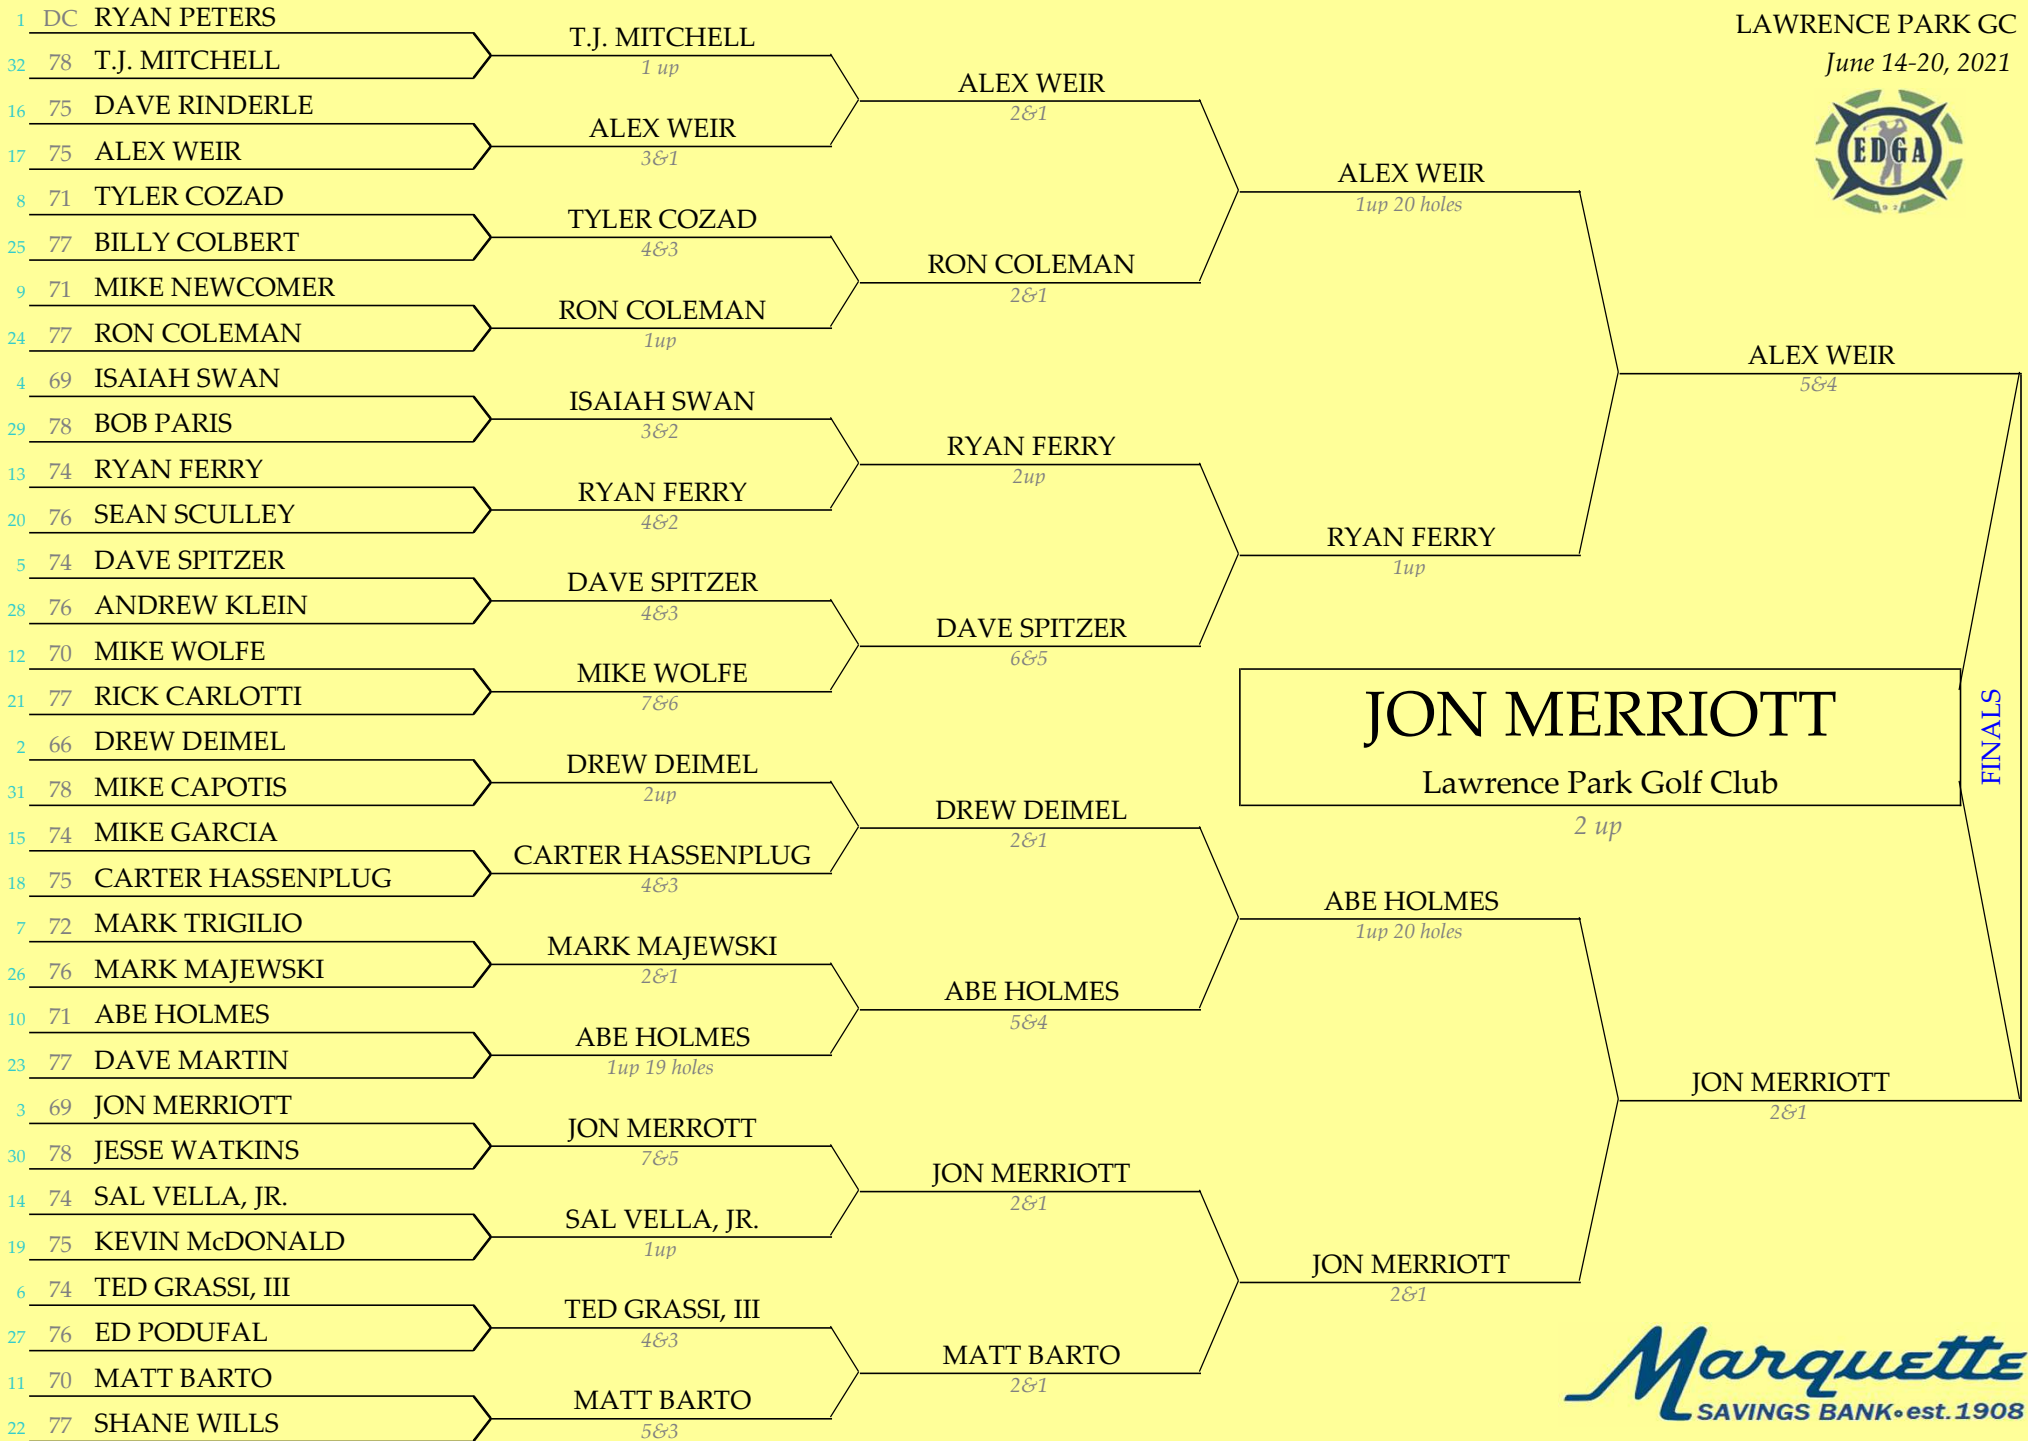 1 DC RYAN PETERS
32 78 T.J. MITCHELL
16 75 DAVE RINDERLE
17 75 ALEX WEIR
8 71 TYLER COZAD
25 77 BILLY COLBERT
9 71 MIKE NEWCOMER
24 77 RON COLEMAN
4 69 ISAIAH SWAN
29 78 BOB PARIS
13 74 RYAN FERRY
20 76 SEAN SCULLEY
5 74 DAVE SPITZER
28 76 ANDREW KLEIN
12 70 MIKE WOLFE
21 77 RICK CARLOTTI
2 66 DREW DEIMEL
31 78 MIKE CAPOTIS
15 74 MIKE GARCIA
18 75 CARTER HASSENPLUG
7 72 MARK TRIGILIO
26 76 MARK MAJEWSKI
10 71 ABE HOLMES
23 77 DAVE MARTIN
3 69 JON MERRIOTT
30 78 JESSE WATKINS
14 74 SAL VELLA, JR.
19 75 KEVIN McDONALD
6 74 TED GRASSI, III
27 76 ED PODUFAL
11 70 MATT BARTO
22 77 SHANE WILLS
T.J. MITCHELL
1 up
ALEX WEIR
3&1
TYLER COZAD
4&3
RON COLEMAN
1up
ISAIAH SWAN
3&2
RYAN FERRY
4&2
DAVE SPITZER
4&3
MIKE WOLFE
7&6
DREW DEIMEL
2up
CARTER HASSENPLUG
4&3
MARK MAJEWSKI
2&1
ABE HOLMES
1up 19 holes
JON MERROTT
7&5
SAL VELLA, JR.
1up
TED GRASSI, III
4&3
MATT BARTO
5&3
ALEX WEIR
2&1
RON COLEMAN
2&1
RYAN FERRY
2up
DAVE SPITZER
6&5
DREW DEIMEL
2&1
ABE HOLMES
5&4
JON MERRIOTT
2&1
MATT BARTO
2&1
ALEX WEIR
1up 20 holes
RYAN FERRY
1up
ABE HOLMES
1up 20 holes
JON MERRIOTT
2&1
ALEX WEIR
5&4
JON MERRIOTT
2&1
JON MERRIOTT
Lawrence Park Golf Club
2 up
FINALS
LAWRENCE PARK GC
June 14-20, 2021
EDGA
Marquette
SAVINGS BANK•est.1908